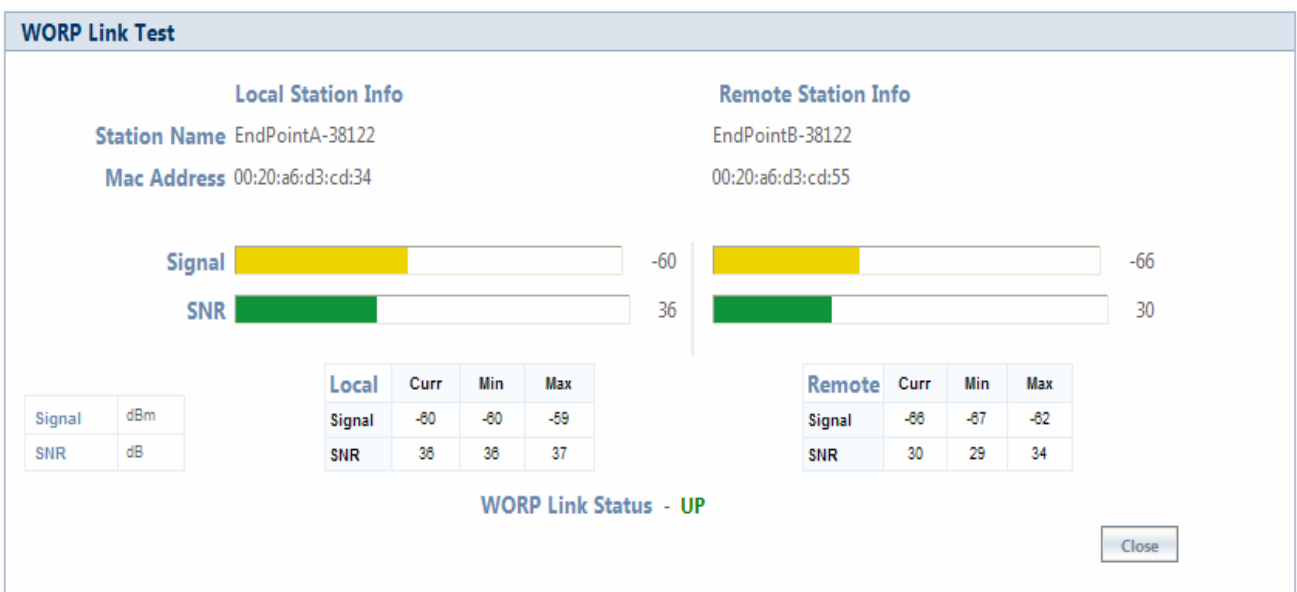 WORP Link Test
Local Station Info Remote Station Info
Station Name EndPointA-38122 EndPointB-38122
Mac Address 00:20:a6:d3:cd:34 00:20:a6:d3:cd:55
Signal -60 -66
SNR 36 30
Local Curr Min Max
Signal -60 -60 -59
SNR 36 36 37
Remote Curr Min Max
Signal -66 -67 -62
SNR 30 29 34
Signal dBm
SNR dB
WORP Link Status - UP
Close